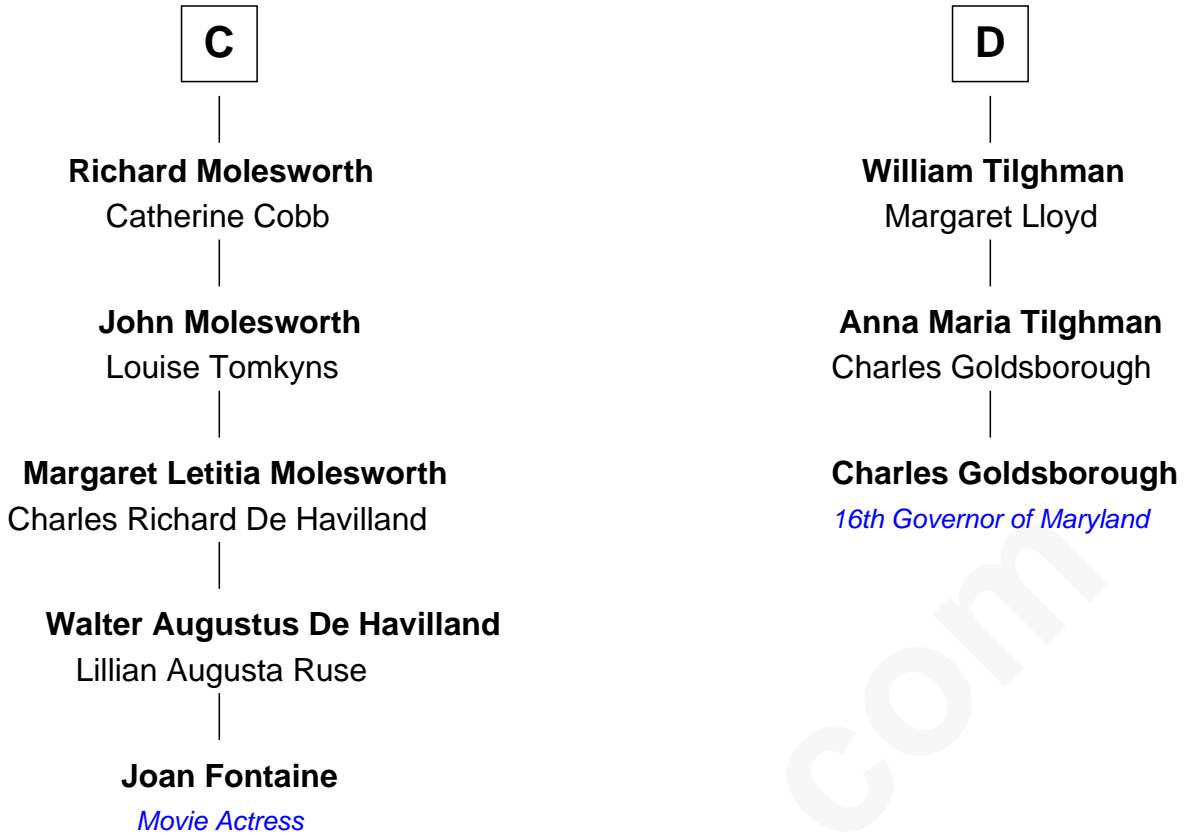 C
Richard Molesworth
Catherine Cobb
John Molesworth
Louise Tomkyns
Margaret Letitia Molesworth
Charles Richard De Havilland
Walter Augustus De Havilland
Lillian Augusta Ruse
Joan Fontaine
Movie Actress
D
William Tilghman
Margaret Lloyd
Anna Maria Tilghman
Charles Goldsborough
Charles Goldsborough
16th Governor of Maryland
com